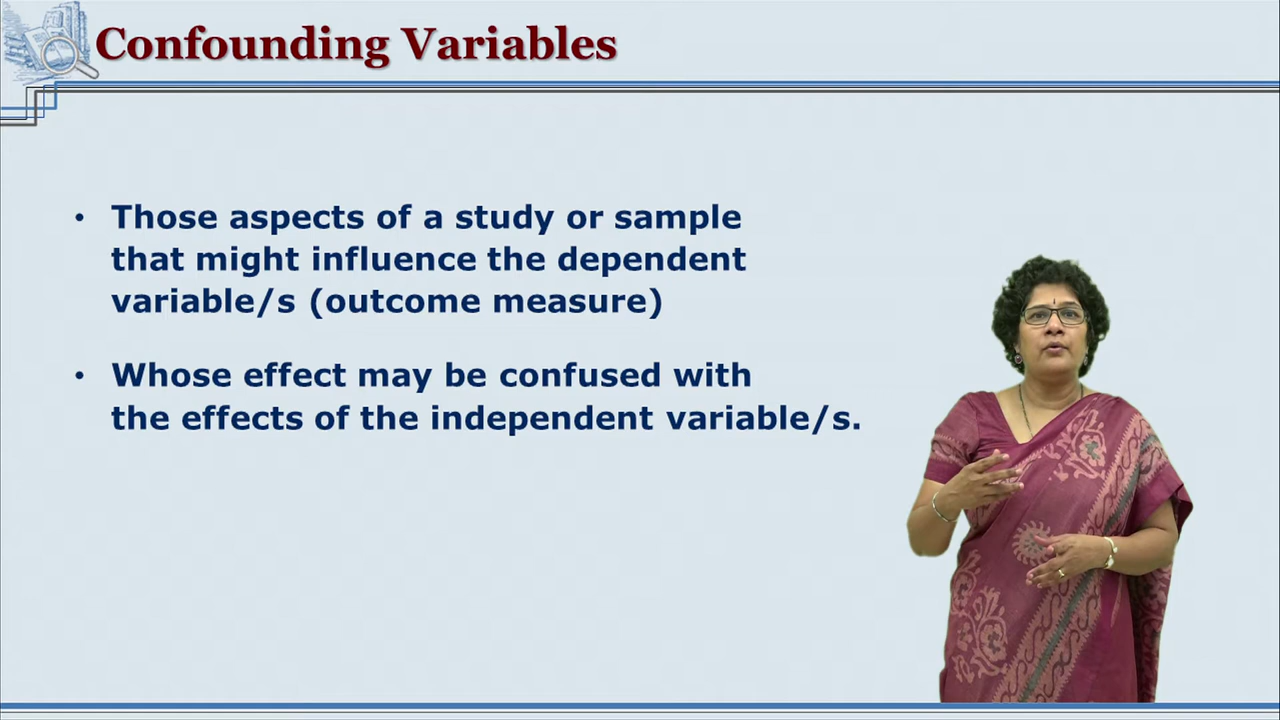 Confounding Variables
• Those aspects of a study or sample
that might influence the dependent
variable/s (outcome measure)
• Whose effect may be confused with
the effects of the independent variable/s.